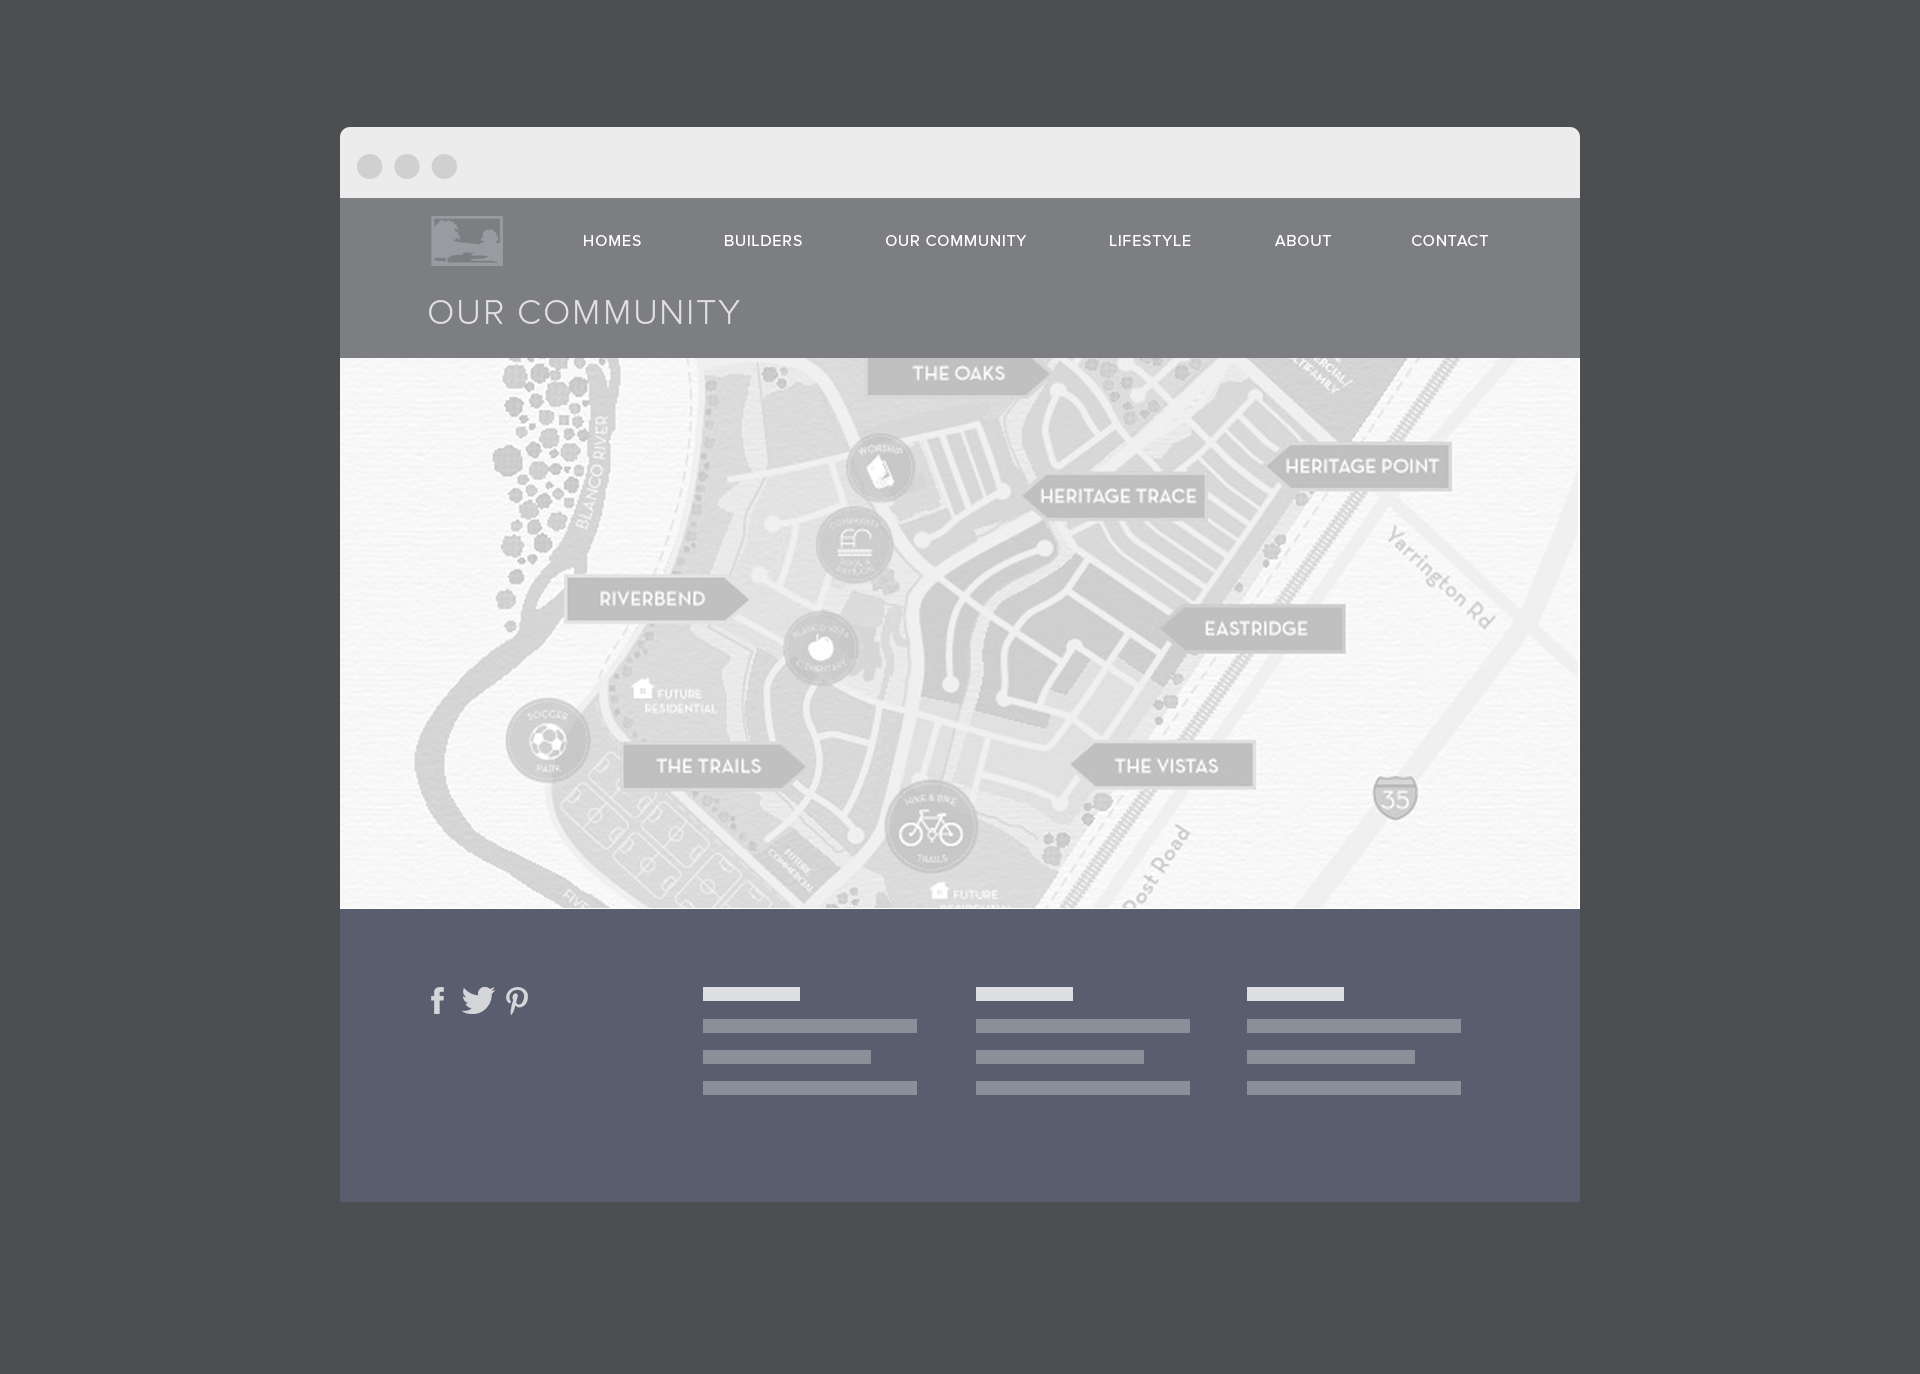 HOMES
BUILDERS
OUR COMMUNITY
LIFESTYLE
ABOUT
CONTACT
OUR COMMUNITY
THE OAKS
BLANCO RIVER
WORSHIP
HERITAGE POINT
HERITAGE TRACE
COMMUNITY
POOL &
Yarrington Rd
RIVERBEND
EASTRIDGE
BLANCO VISTA
ELEMENTARY
FUTURE
RESIDENTIAL
SOCCER
PARK
THE TRAILS
THE VISTAS
35
HIKE & BIKE
TRAILS
Post Road
FUTURE
COMMERCIAL
FUTURE
RESIDENTIAL